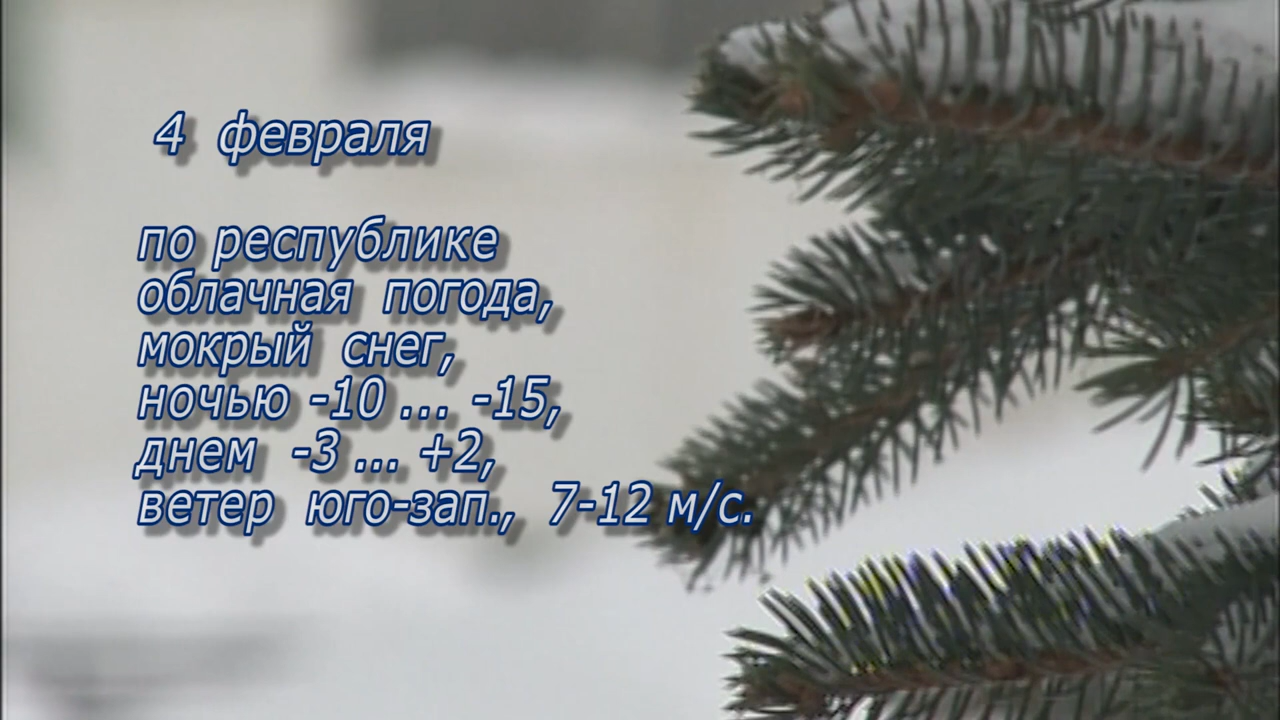 4 февраля
по республике
облачная погода,
мокрый снег,
ночью -10 ... -15,
днем -3 ... +2,
ветер юго-зап., 7-12 м/с.